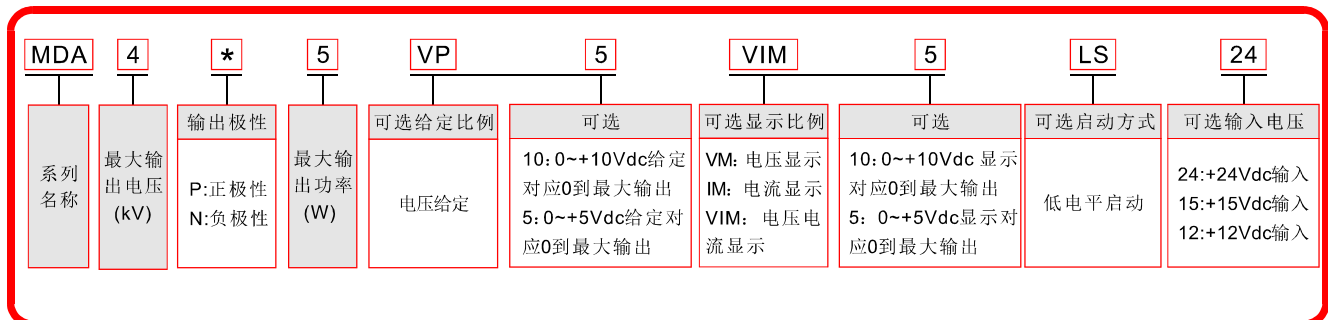 MDA 4 * 5 VP 5 VIM 5 LS 24
系列
名称
最大输
出电压
(kV)
输出极性
P:正极性
N:负极性
最大输
出功率
(W)
可选给定比例
电压给定
可选
10:0~+10Vdc给定
对应0到最大输出
5:0~+5Vdc给定对
应0到最大输出
可选显示比例
VM: 电压显示
IM: 电流显示
VIM: 电压电
流显示
可选
10:0~+10Vdc 显示
对应0到最大输出
5: 0~+5Vdc显示对
应0到最大输出
可选启动方式
低电平启动
可选输入电压
24:+24Vdc输入
15:+15Vdc输入
12:+12Vdc输入